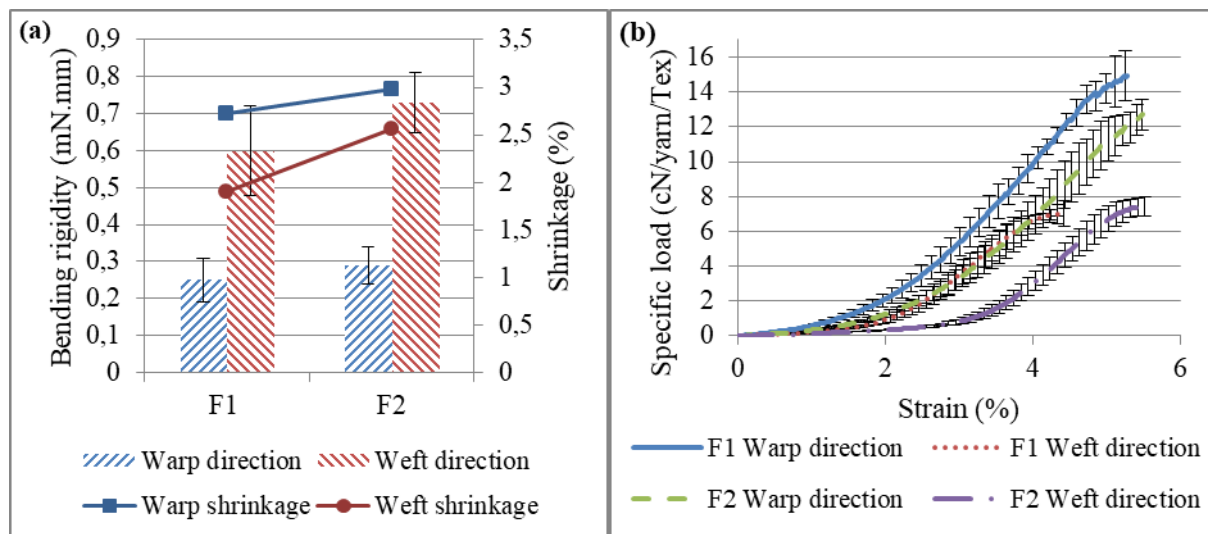 (a)
Bending rigidity (mN.mm)
0,9
0,8
0,7
0,6
0,5
0,4
0,3
0,2
0,1
0
3,5
3
2,5
2
1,5
1
0,5
0
Shrinkage (%)
F1 F2
Warp direction Weft direction
Warp shrinkage Weft shrinkage
(b)
Specific load (cN/yarn/Tex)
16
14
12
10
8
6
4
2
0
0 2 4 6
Strain (%)
F1 Warp direction F1 Weft direction
F2 Warp direction F2 Weft direction